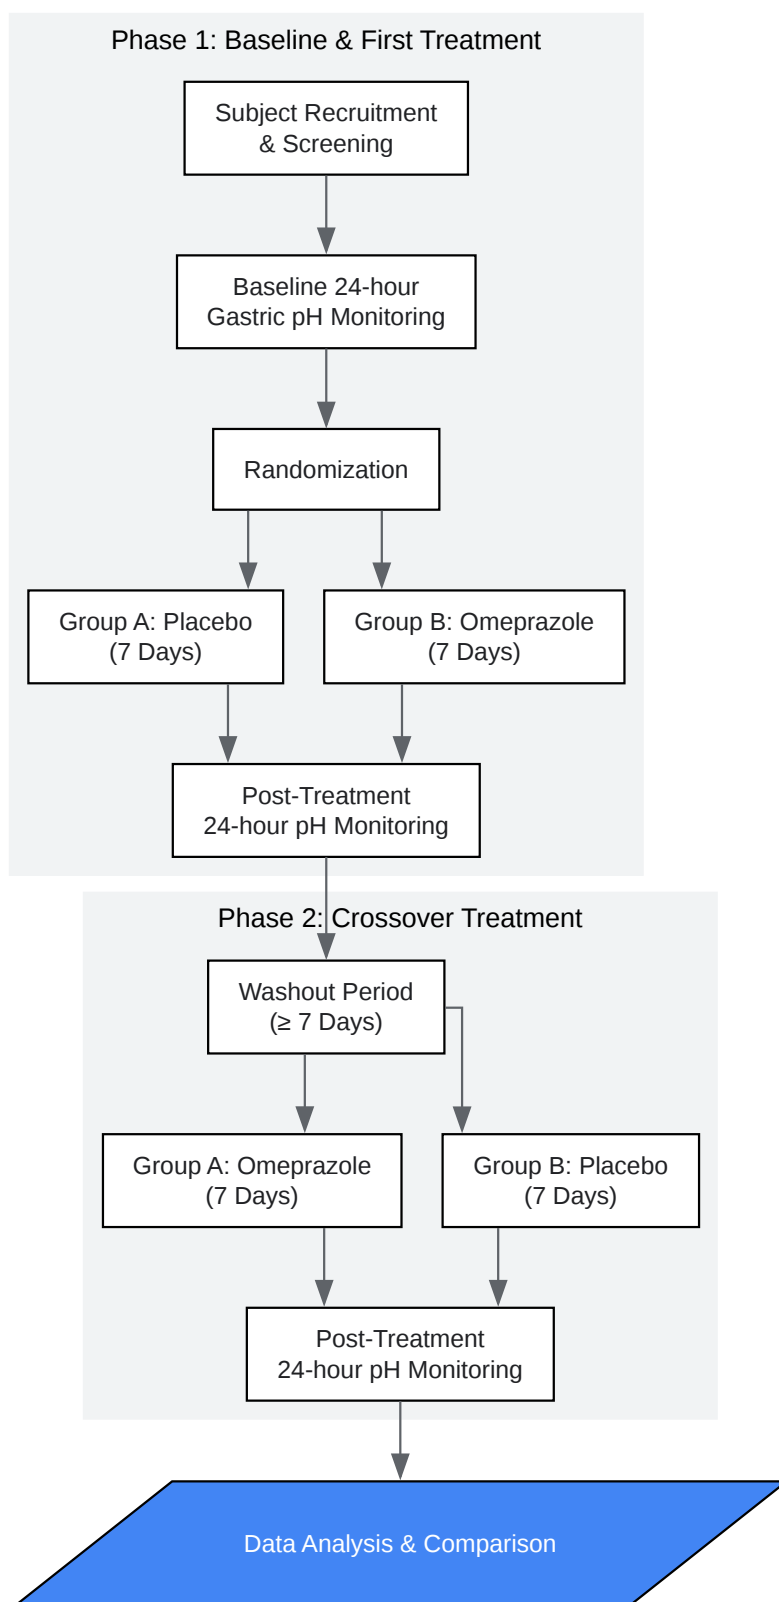 Phase 1: Baseline & First Treatment
Subject Recruitment
& Screening
Baseline 24-hour
Gastric pH Monitoring
Randomization
Group A: Placebo
(7 Days)
Group B: Omeprazole
(7 Days)
Post-Treatment
24-hour pH Monitoring
Phase 2: Crossover Treatment
Washout Period
(≥ 7 Days)
Group A: Omeprazole
(7 Days)
Group B: Placebo
(7 Days)
Post-Treatment
24-hour pH Monitoring
Data Analysis & Comparison